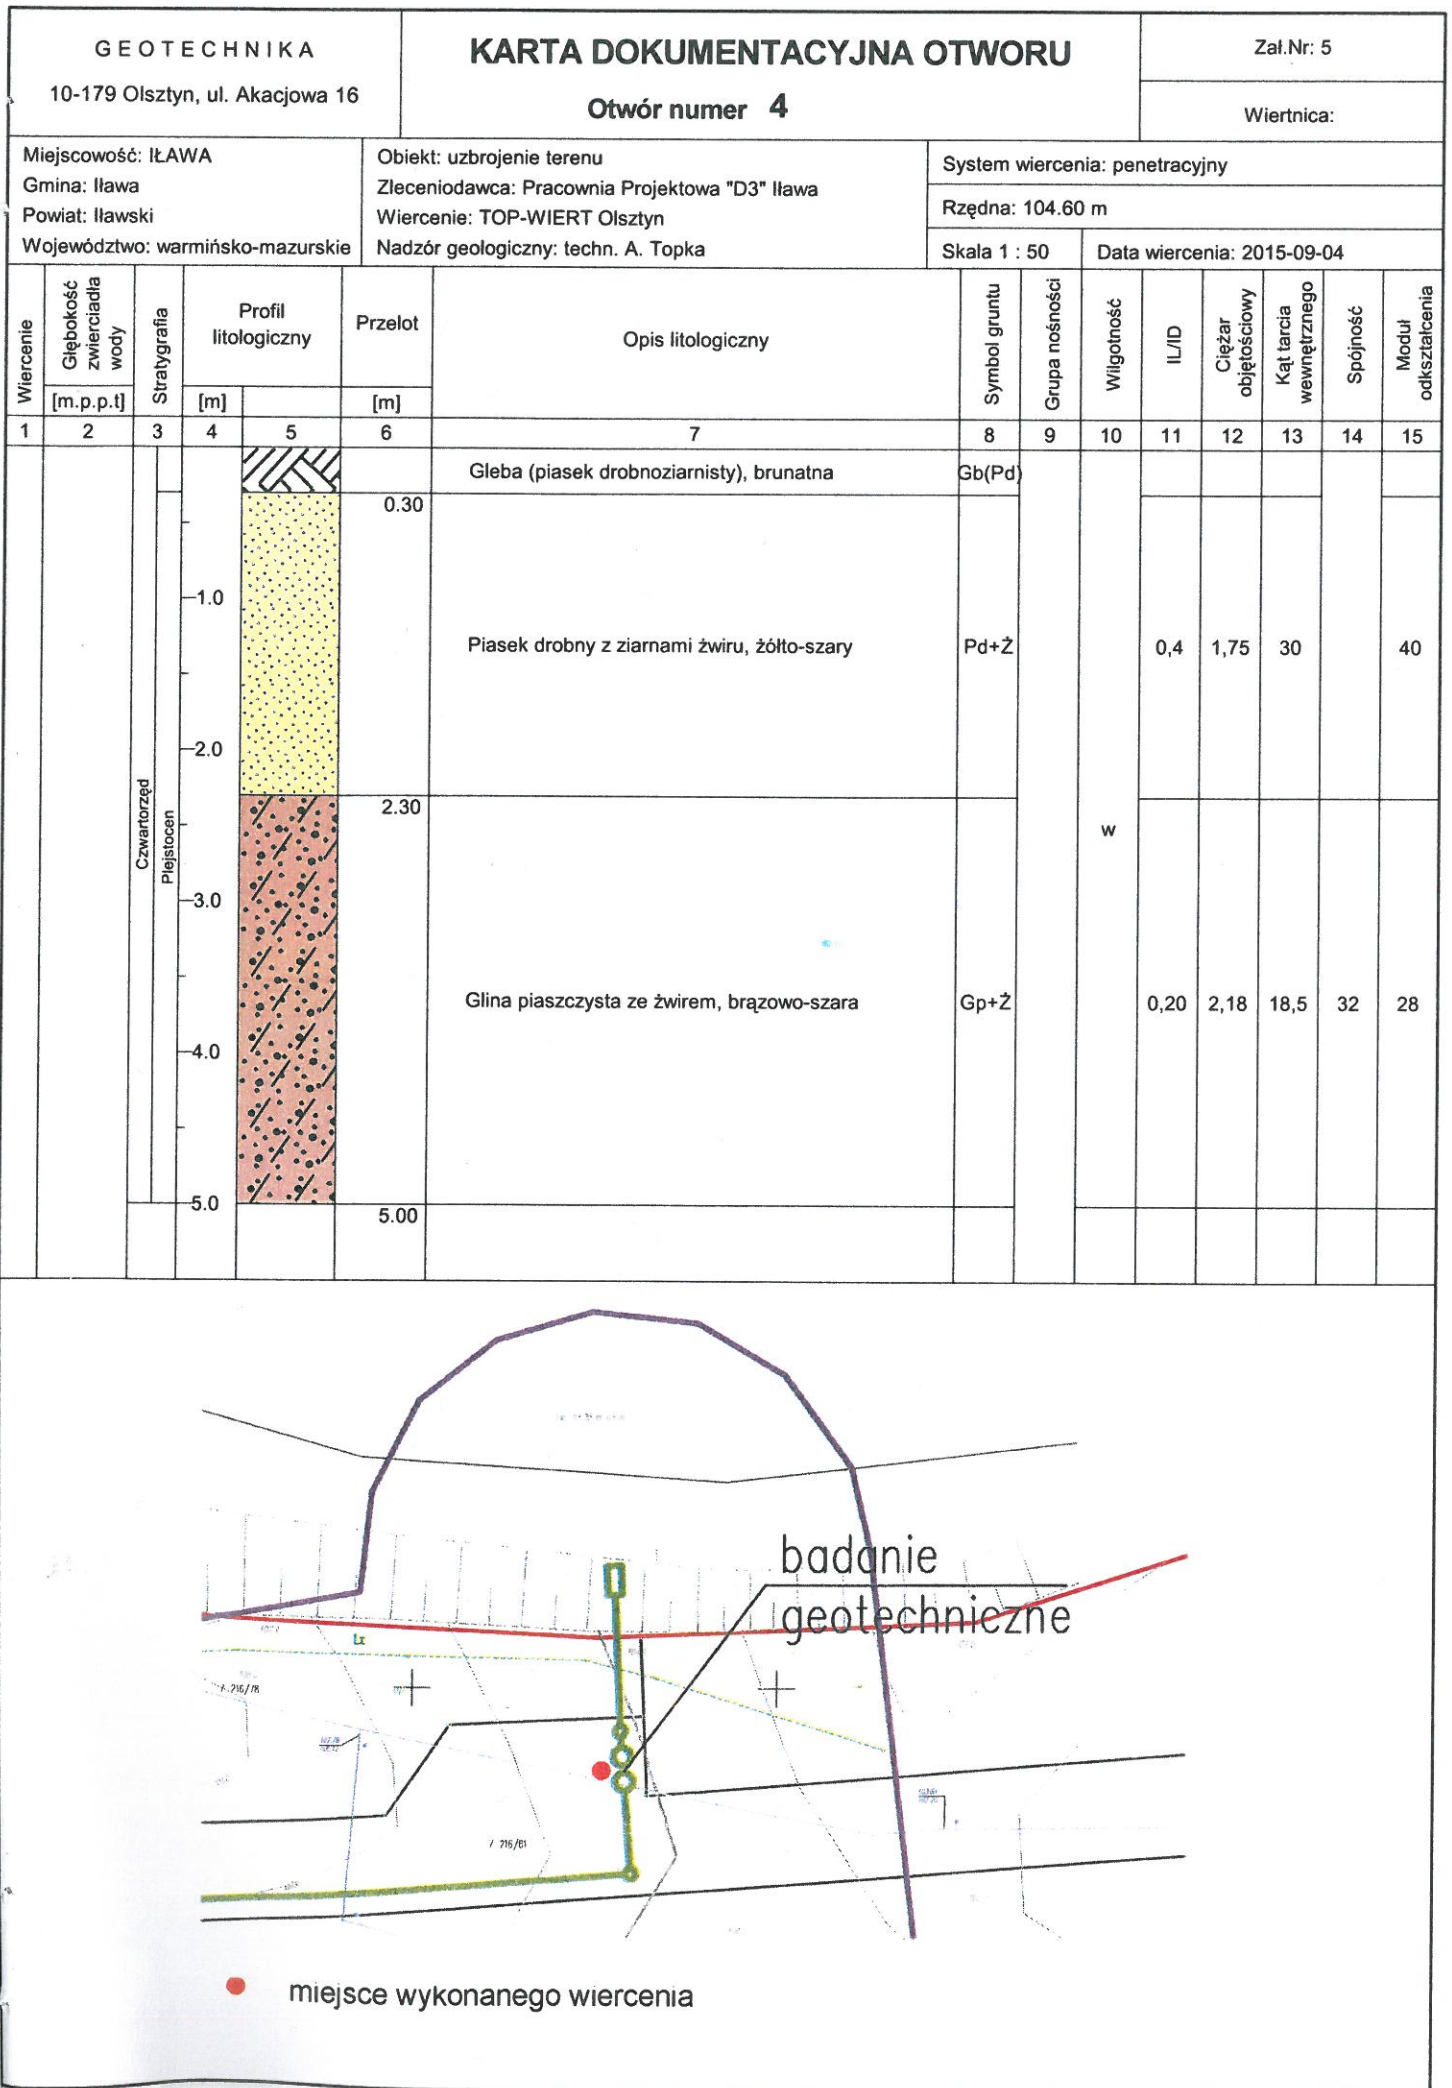 GEOTECHNIKA
10-179 Olsztyn, ul. Akacjowa 16
KARTA DOKUMENTACYJNA OTWORU
Otwór numer 4
Zał.Nr: 5
Wiertnica:
Miejscowość: IŁAWA
Gmina: Iława
Powiat: Iławski
Województwo: warmińsko-mazurskie
Obiekt: uzbrojenie terenu
Zleceniodawca: Pracownia Projektowa "D3" Iława
Wiercenie: TOP-WIERT Olsztyn
Nadzór geologiczny: techn. A. Topka
System wiercenia: penetracyjny
Rzędna: 104.60 m
Skala 1 : 50
Data wiercenia: 2015-09-04
Wiercenie
Głębokość
zwierciadła
wody
[m.p.p.t]
Stratygrafia
Profil
litologiczny
[m]
Przelot
[m]
Opis litologiczny
Symbol gruntu
Grupa nośności
Wilgotność
IL/ID
Ciężar
objętościowy
Kąt tarcia
wewnętrznego
Spójność
Moduł
odkształcenia
1 2 3 4 5 6 7 8 9 10 11 12 13 14 15
Gleba (piasek drobnoziarnisty), brunatna
Gb(Pd)
0.30
-1.0
Piasek drobny z ziarnami żwiru, żółto-szary
Pd+Ż
0,4
1,75
30
40
-2.0
2.30
Czwartorzęd
Plejstocen
w
-3.0
Glina piaszczysta ze żwirem, brązowo-szara
Gp+Ż
0,20
2,18
18,5
32
28
-4.0
-5.0
5.00
badanie
geotechniczne
Lz
216/78
216/81
miejsce wykonanego wiercenia